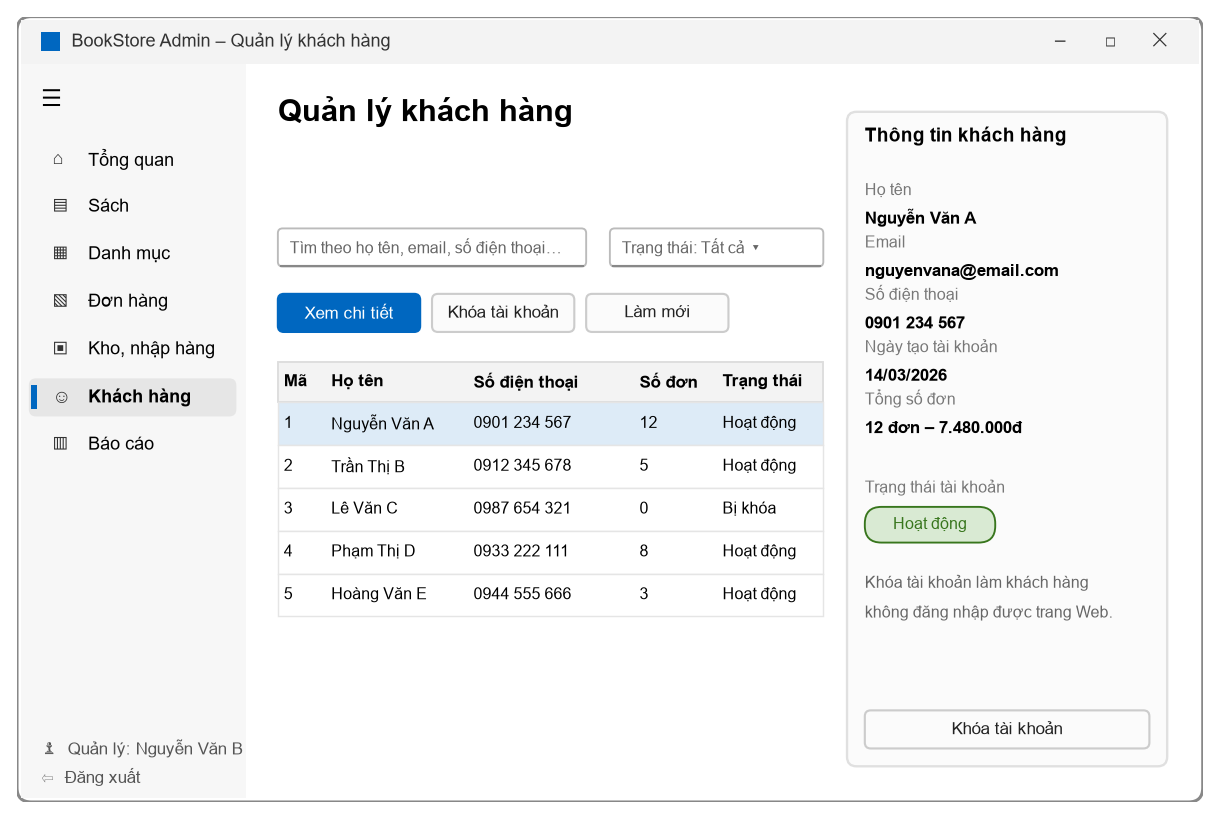 BookStore Admin – Quản lý khách hàng
Tổng quan
Sách
Danh mục
Đơn hàng
Kho, nhập hàng
Khách hàng
Báo cáo
Quản lý: Nguyễn Văn B
Đăng xuất
Quản lý khách hàng
Tìm theo họ tên, email, số điện thoại…
Trạng thái: Tất cả ▾
Xem chi tiết
Khóa tài khoản
Làm mới
Mã Họ tên Số điện thoại Số đơn Trạng thái
1 Nguyễn Văn A 0901 234 567 12 Hoạt động
2 Trần Thị B 0912 345 678 5 Hoạt động
3 Lê Văn C 0987 654 321 0 Bị khóa
4 Phạm Thị D 0933 222 111 8 Hoạt động
5 Hoàng Văn E 0944 555 666 3 Hoạt động
Thông tin khách hàng
Họ tên
Nguyễn Văn A
Email
nguyenvana@email.com
Số điện thoại
0901 234 567
Ngày tạo tài khoản
14/03/2026
Tổng số đơn
12 đơn – 7.480.000đ
Trạng thái tài khoản
Hoạt động
Khóa tài khoản làm khách hàng
không đăng nhập được trang Web.
Khóa tài khoản